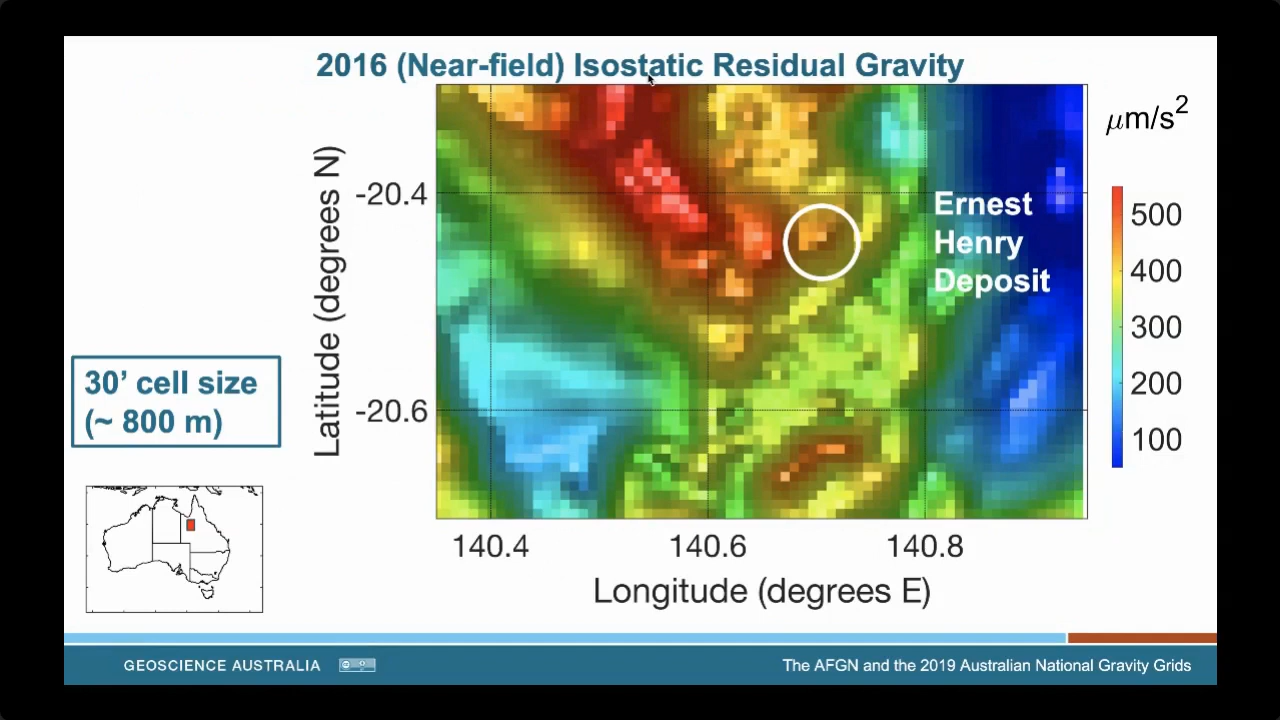 2016 (Near-field) Isostatic Residual Gravity
μm/s2
Latitude (degrees N)
-20.4
-20.6
Ernest
Henry
Deposit
500
400
300
200
100
30’ cell size
(~ 800 m)
140.4
140.6
140.8
Longitude (degrees E)
GEOSCIENCE AUSTRALIA
The AFGN and the 2019 Australian National Gravity Grids